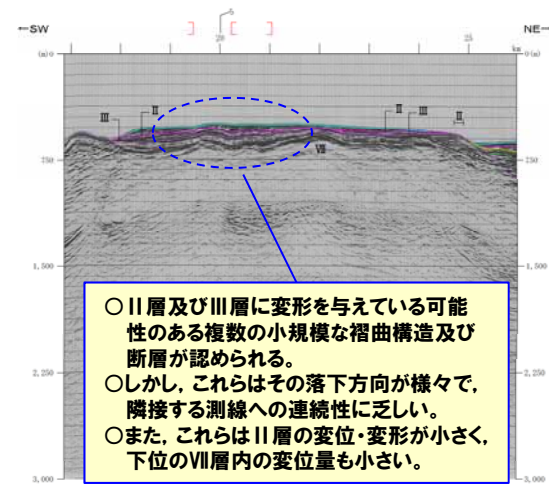 ←SW
NE→
5
20
25
km
(m) 0
0 (m)
Ⅱ
Ⅲ
Ⅱ
Ⅲ
Ⅱ
Ⅶ
750
750
1,500
1,500
2,250
2,250
3,000
3,000
○Ⅱ層及びⅢ層に変形を与えている可能
性のある複数の小規模な褶曲構造及び
断層が認められる。
○しかし，これらはその落下方向が様々で，
隣接する測線への連続性に乏しい。
○また，これらはⅡ層の変位・変形が小さく，
下位のⅦ層内の変位量も小さい。